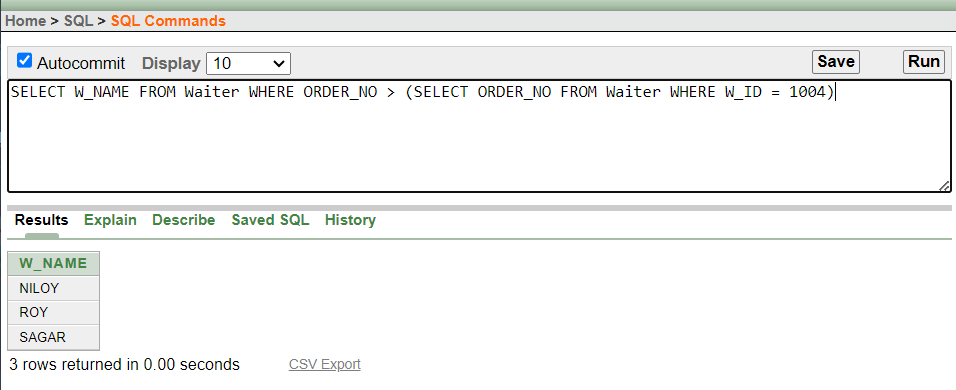 Home > SQL > SQL Commands
Autocommit Display 10 Save Run
SELECT W_NAME FROM Waiter WHERE ORDER_NO > (SELECT ORDER_NO FROM Waiter WHERE W_ID = 1004)
Results Explain Describe Saved SQL History
W_NAME
NILOY
ROY
SAGAR
3 rows returned in 0.00 seconds CSV Export